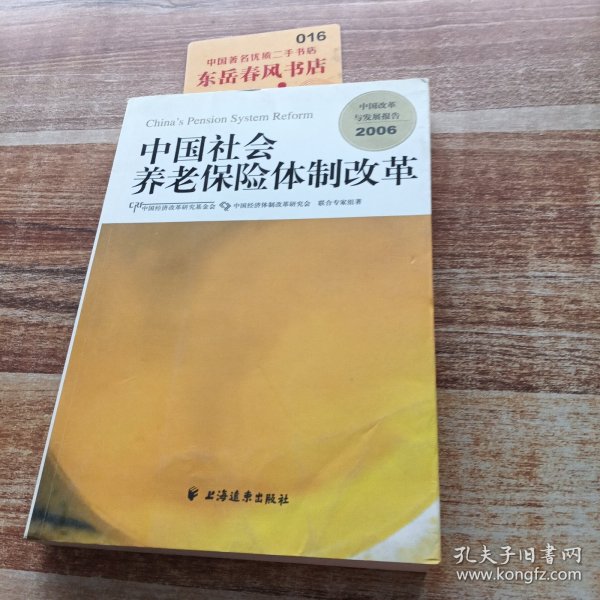 016
中国著名优质二手书店
东岳春风书店
China's Pension System Reform
中国改革
与发展报告
2006
中国社会
养老保险体制改革
中国经济改革研究基金会 中国经济体制改革研究会 联合专家组著
上海远东出版社
孔夫子旧书网
www.kongfz.com